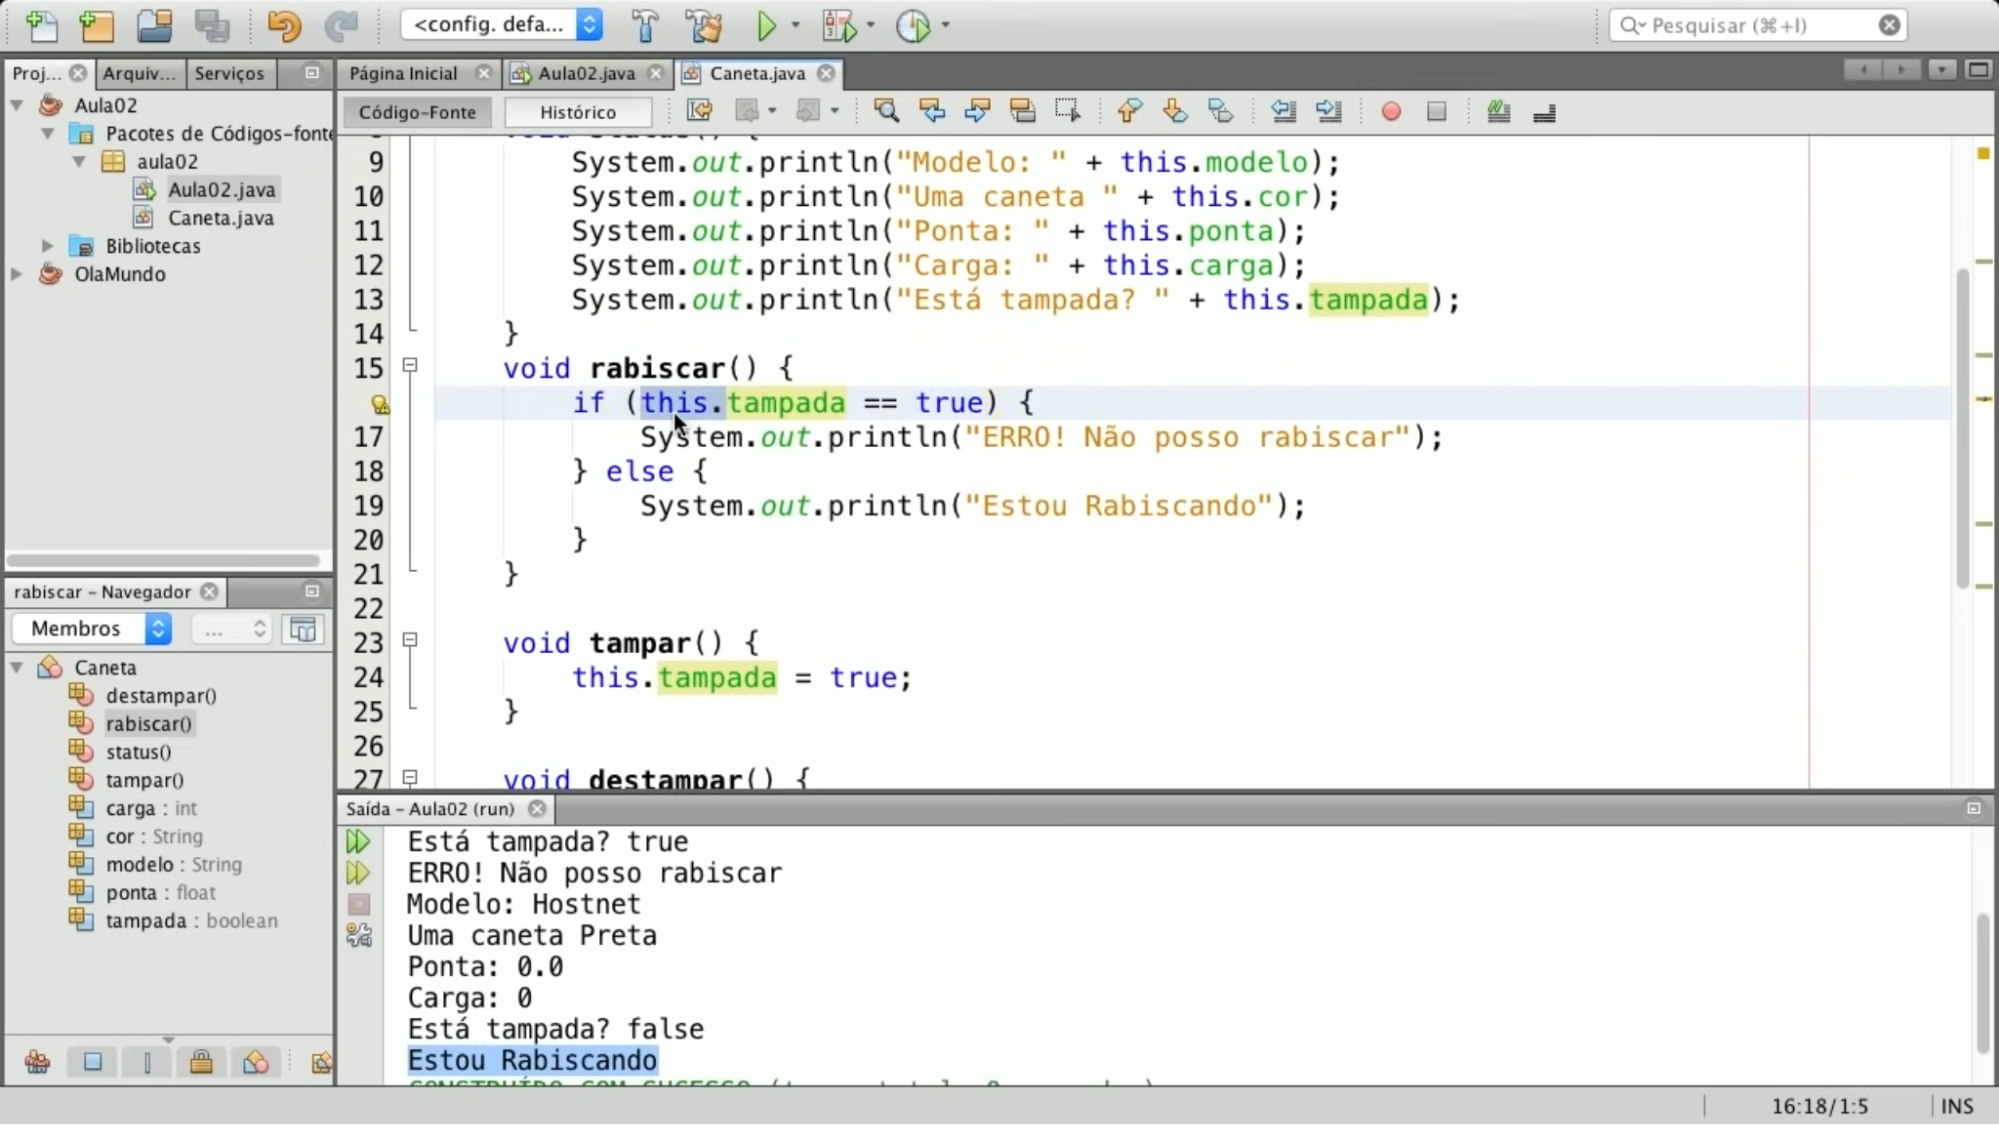 <config. defa...
Pesquisar (⌘+I)
Proj...
Arquiv...
Serviços
Página Inicial
Aula02.java
Caneta.java
Código-Fonte
Histórico
Aula02
Pacotes de Códigos-fonte
aula02
Aula02.java
Caneta.java
Bibliotecas
OlaMundo
9 System.out.println("Modelo: " + this.modelo);
10 System.out.println("Uma caneta " + this.cor);
11 System.out.println("Ponta: " + this.ponta);
12 System.out.println("Carga: " + this.carga);
13 System.out.println("Está tampada? " + this.tampada);
14 }
15 void rabiscar() {
if (this.tampada == true) {
17 System.out.println("ERRO! Não posso rabiscar");
18 } else {
19 System.out.println("Estou Rabiscando");
20 }
21 }
22
23 void tampar() {
24 this.tampada = true;
25 }
26
27 void destampar() {
rabiscar – Navegador
Membros
...
Caneta
destampar()
rabiscar()
status()
tampar()
carga : int
cor : String
modelo : String
ponta : float
tampada : boolean
Saída – Aula02 (run)
Está tampada? true
ERRO! Não posso rabiscar
Modelo: Hostnet
Uma caneta Preta
Ponta: 0.0
Carga: 0
Está tampada? false
Estou Rabiscando
CONSTRUÍDO COM SUCESSO
16:18/1:5
INS